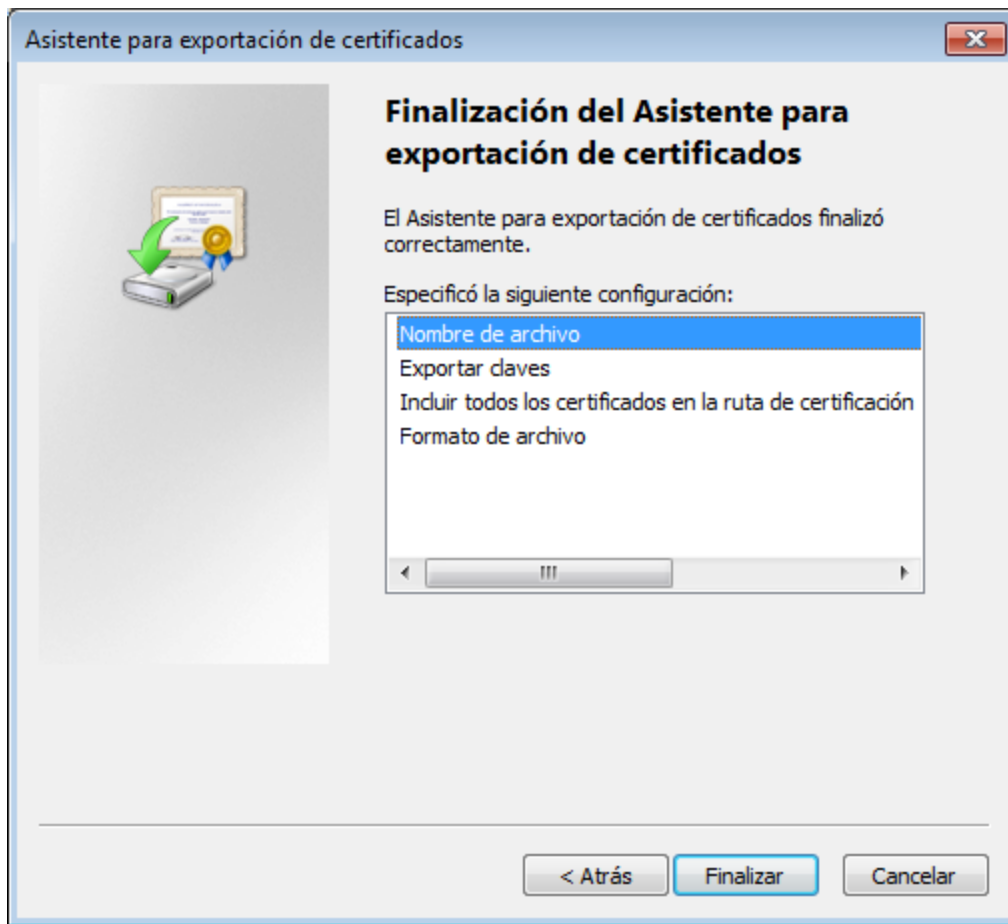 Asistente para exportación de certificados
Finalización del Asistente para
exportación de certificados
El Asistente para exportación de certificados finalizó
correctamente.
Especificó la siguiente configuración:
Nombre de archivo
Exportar claves
Incluir todos los certificados en la ruta de certificación
Formato de archivo
< Atrás
Finalizar
Cancelar